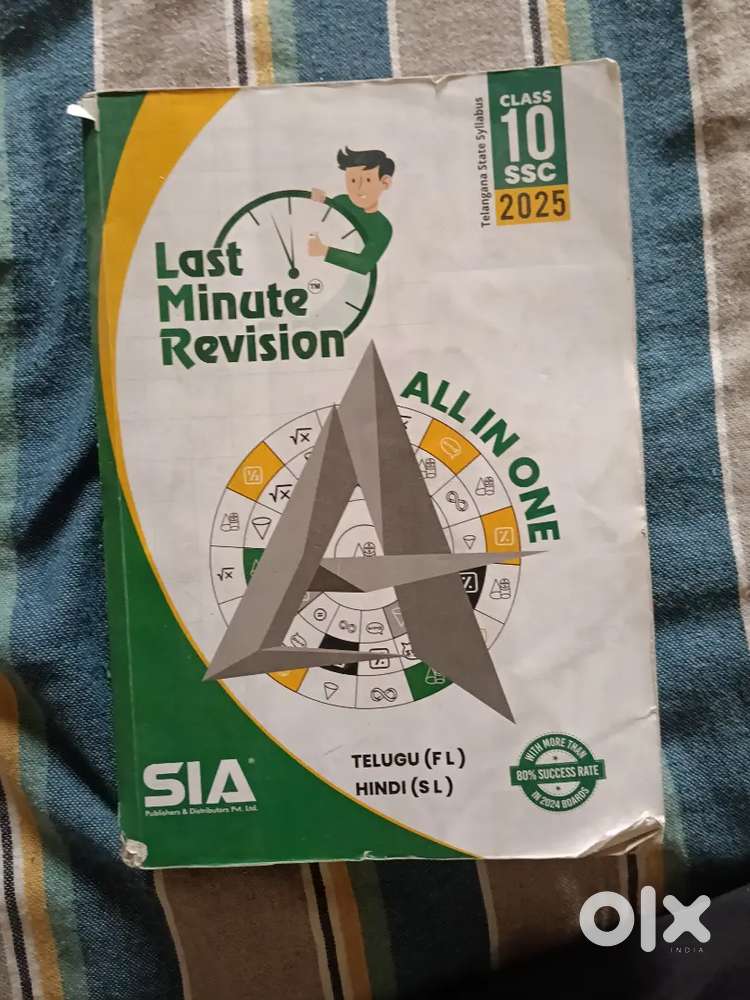 Telangana State Syllabus
CLASS
10
SSC
2025
Last
Minute™
Revision
ALL IN ONE
TELUGU (F L)
HINDI (S L)
SIA®
Publishers & Distributors Pvt. Ltd.
WITH MORE THAN
80% SUCCESS RATE
IN 2024 BOARDS
olx
INDIA